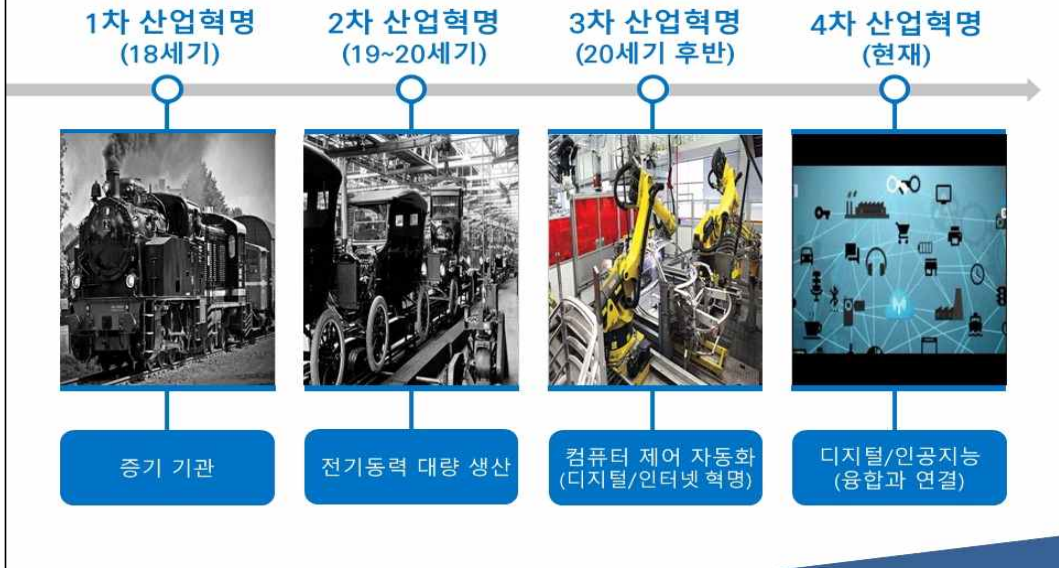 1차 산업혁명
(18세기)
2차 산업혁명
(19~20세기)
3차 산업혁명
(20세기 후반)
4차 산업혁명
(현재)
증기 기관
전기동력 대량 생산
컴퓨터 제어 자동화
(디지털/인터넷 혁명)
디지털/인공지능
(융합과 연결)